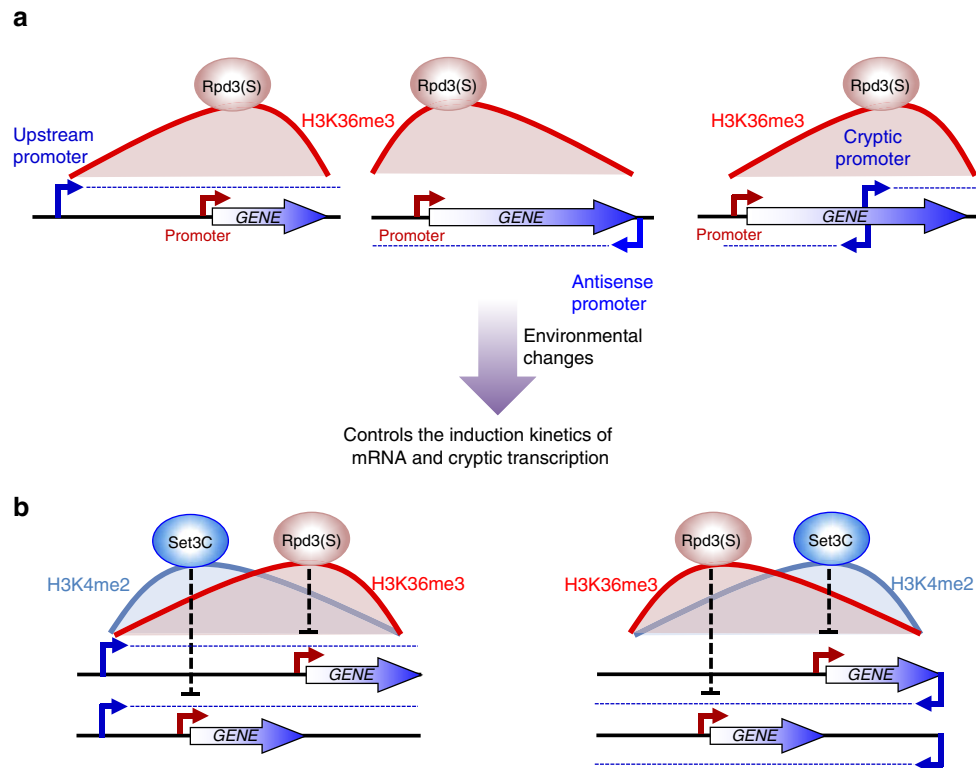 a
Rpd3(S)
Rpd3(S)
Rpd3(S)
Upstream
promoter
H3K36me3
H3K36me3
Cryptic
promoter
GENE
GENE
GENE
Promoter
Promoter
Promoter
Antisense
promoter
Environmental
changes
Controls the induction kinetics of
mRNA and cryptic transcription
b
Set3C
Rpd3(S)
H3K4me2
H3K36me3
GENE
GENE
Rpd3(S)
Set3C
H3K36me3
H3K4me2
GENE
GENE